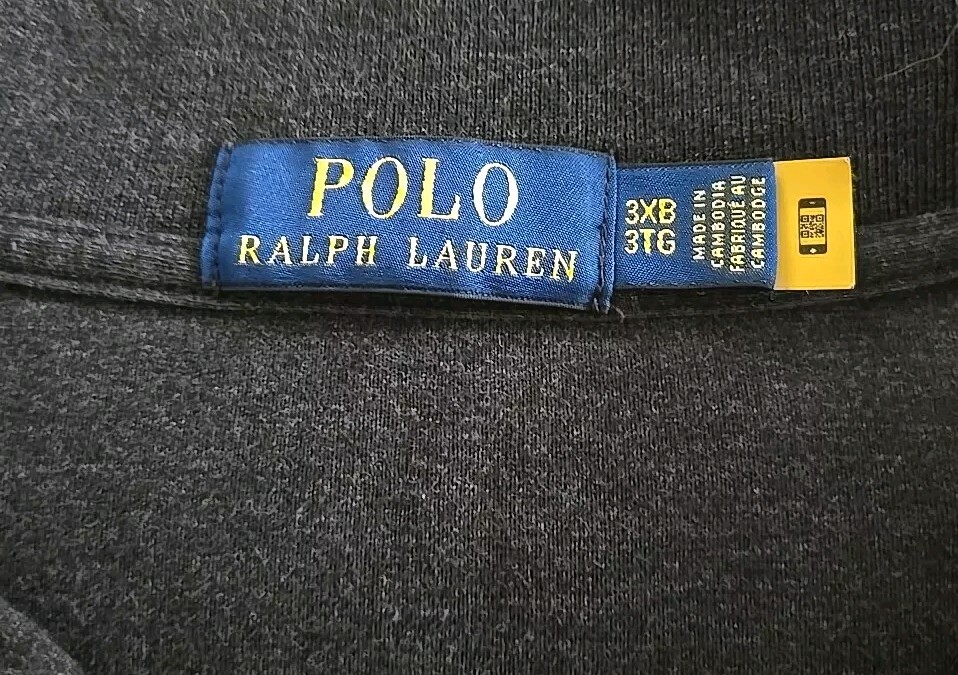 POLO
RALPH LAUREN
3XB
3TG
MADE IN
CAMBODIA
FABRIQUÉ AU
CAMBODGE